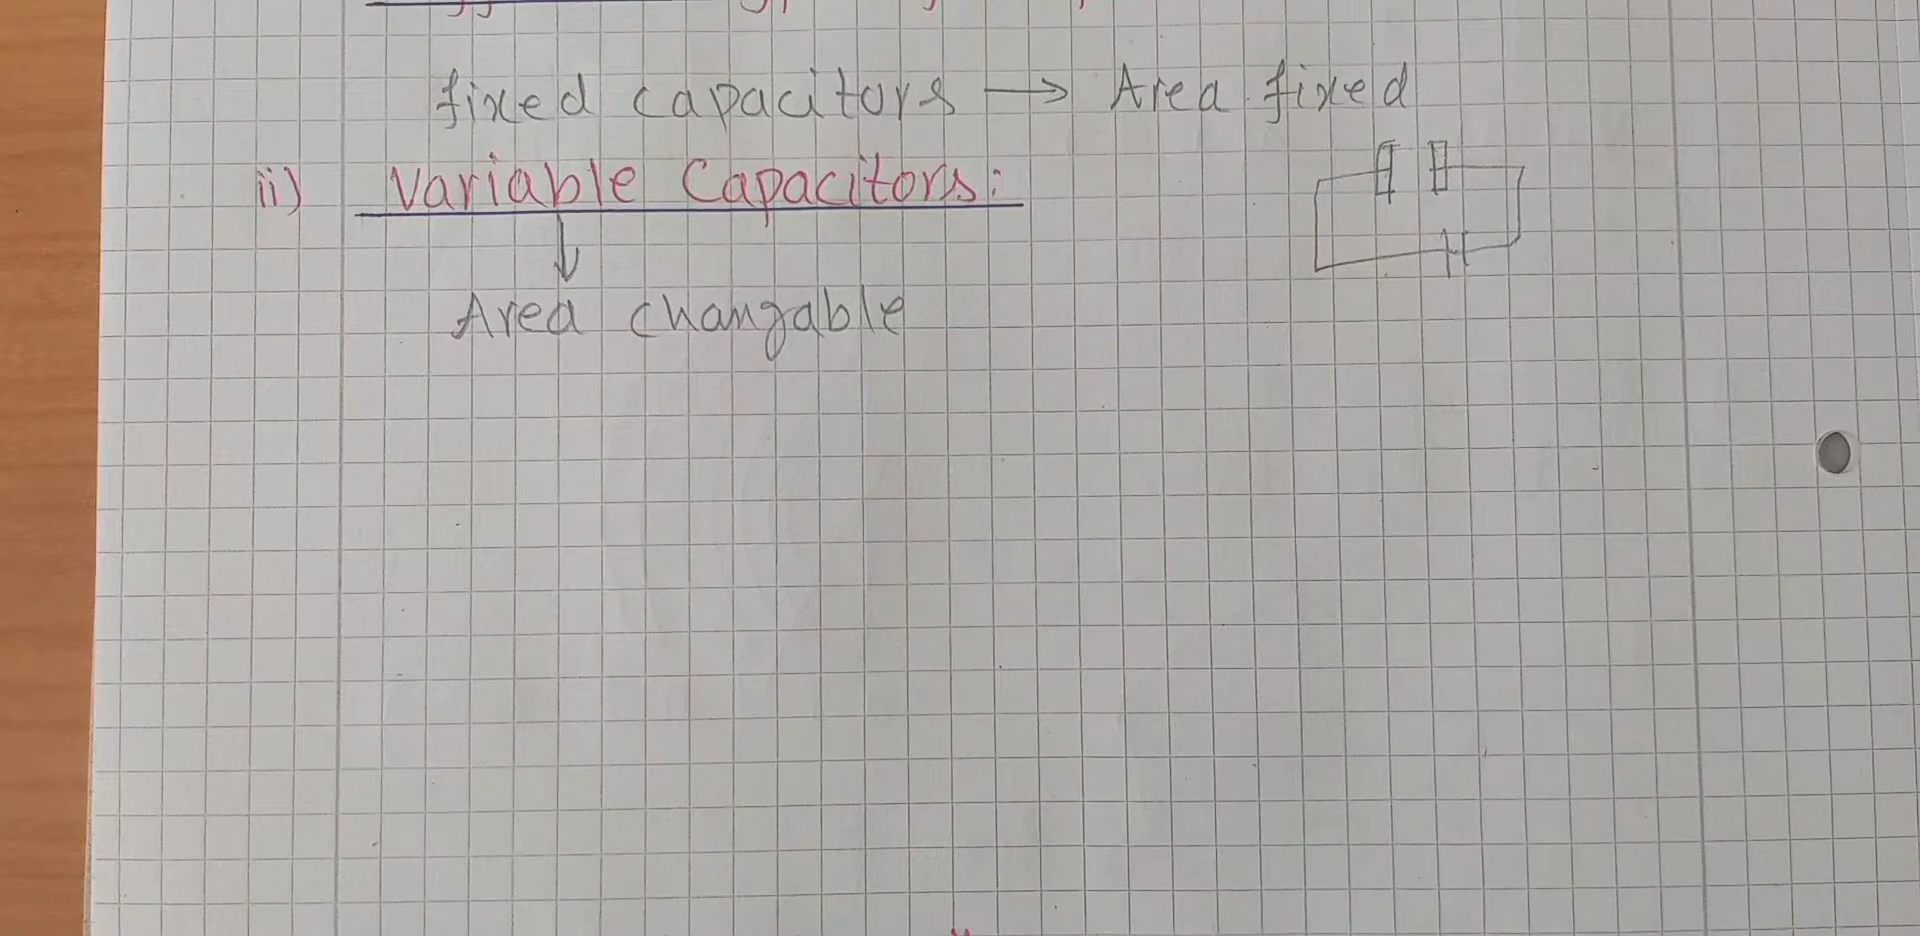 fixed capacitors → Area fixed
ii) Variable Capacitors:
↓
Area changable